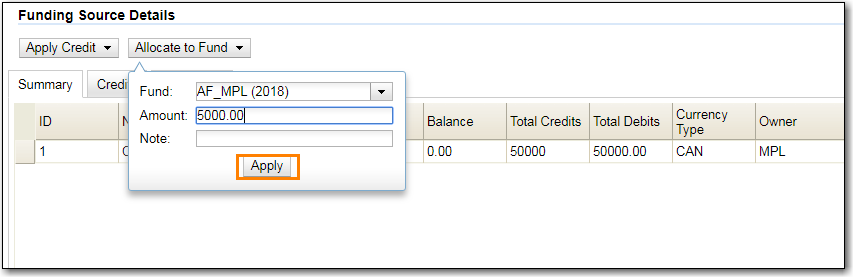 Funding Source Details
Apply Credit Allocate to Fund
Summary Credi
Fund: AF_MPL (2018)
Amount: 5000.00
Note:
Apply
ID N Balance Total Credits Total Debits Currency Type Owner
1 0.00 50000 50000.00 CAN MPL